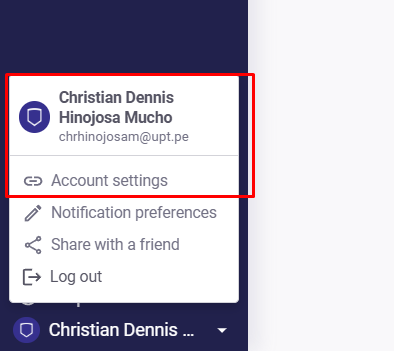 Christian Dennis
Hinojosa Mucho
chrhinojosam@upt.pe
Account settings
Notification preferences
Share with a friend
Log out
Christian Dennis ...